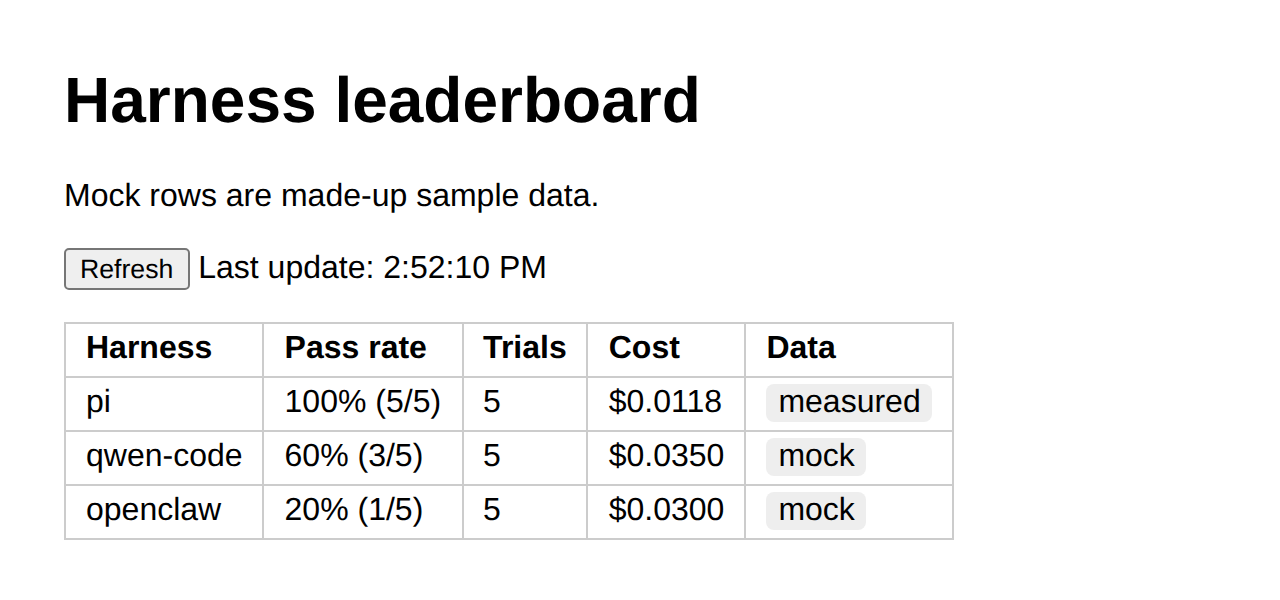 Harness leaderboard
Mock rows are made-up sample data.
Refresh Last update: 2:52:10 PM
Harness Pass rate Trials Cost Data
pi 100% (5/5) 5 $0.0118 measured
qwen-code 60% (3/5) 5 $0.0350 mock
openclaw 20% (1/5) 5 $0.0300 mock